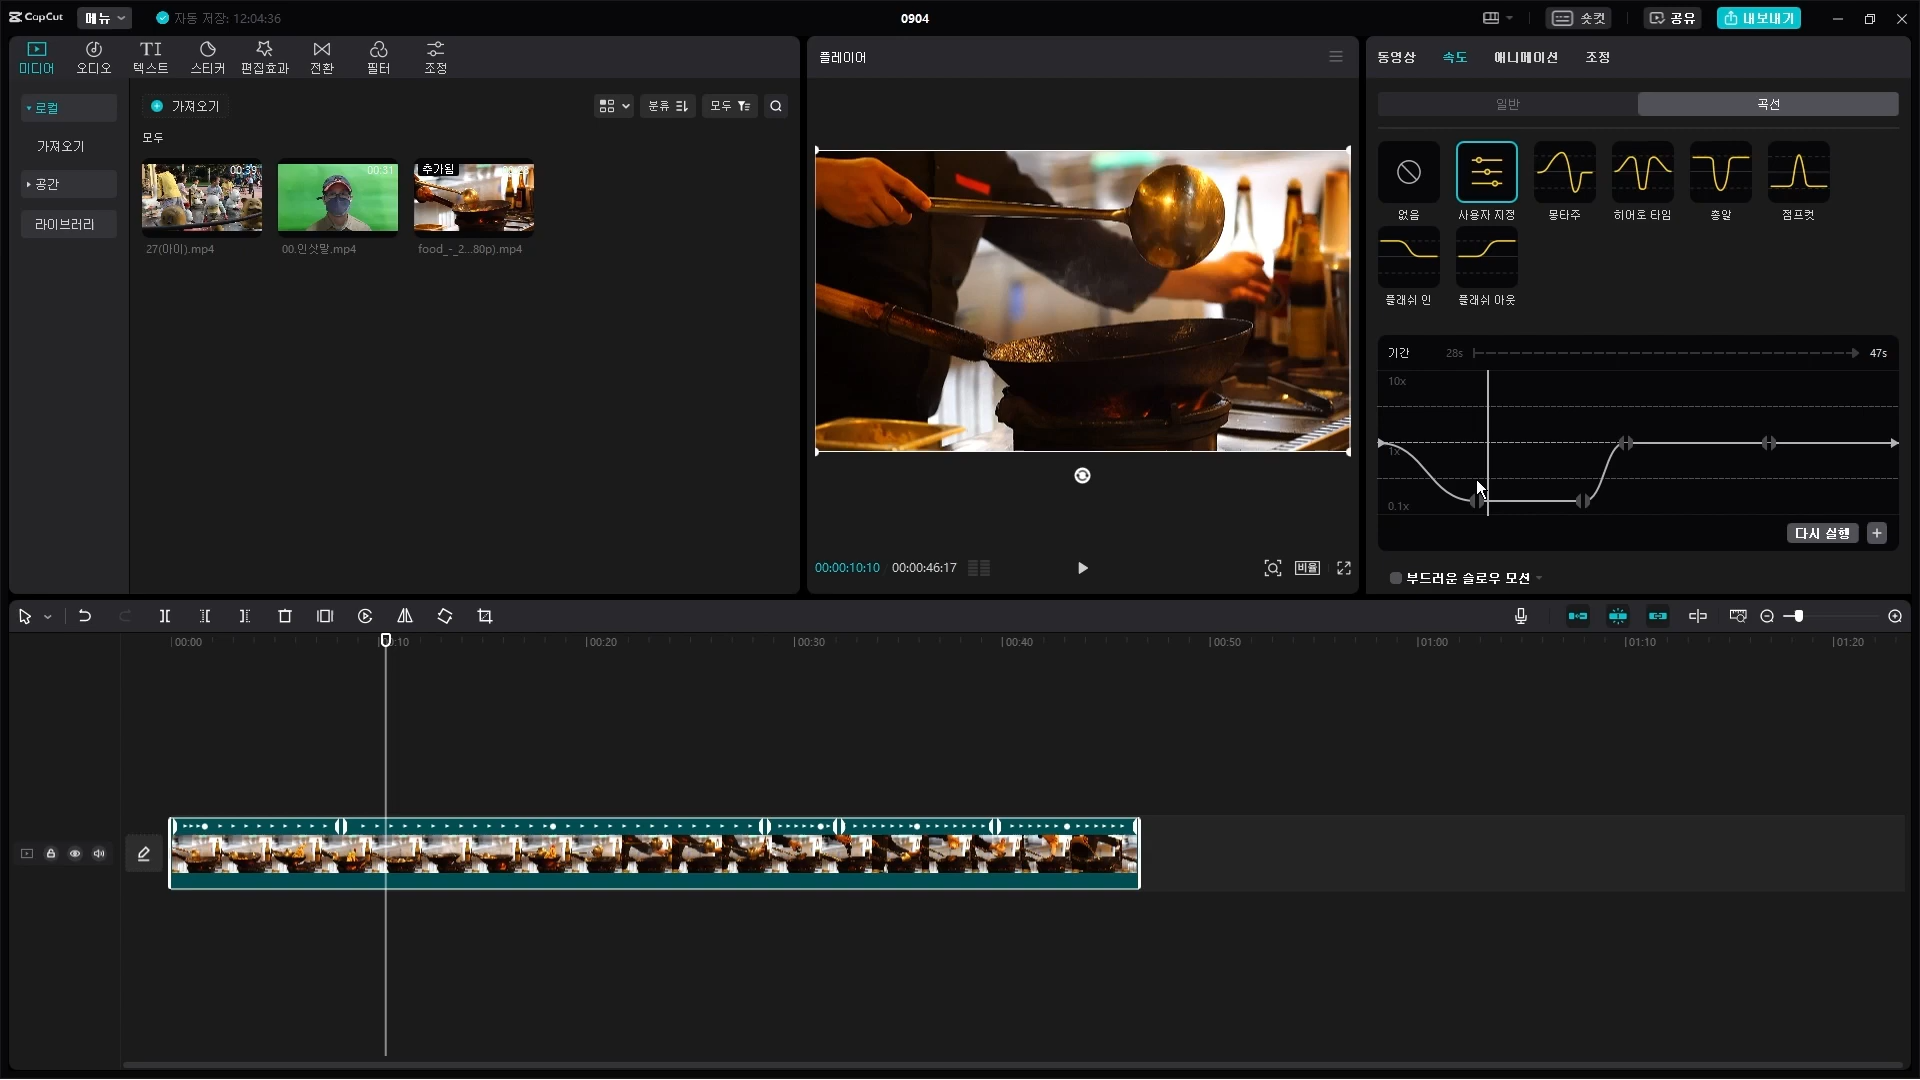 CapCut 메뉴 자동 저장: 12:04:36 0904 숏컷 공유 내보내기
미디어 오디오 텍스트 스티커 편집효과 전환 필터 조정
로컬
가져오기
공간
라이브러리
가져오기 분류 모두
모두
00:39 00:31 추가됨
27(아이).mp4 00.인삿말.mp4 food_-_2...80p).mp4
플레이어
00:00:10:10 00:00:46:17 비율
동영상 속도 애니메이션 조정
일반 곡선
없음 사용자 지정 몽타주 히어로 타임 총알 점프컷
플래쉬 인 플래쉬 아웃
기간 28s 47s
10x
1x
0.1x
다시 실행
부드러운 슬로우 모션
00:00 00:10 00:20 00:30 00:40 00:50 01:00 01:10 01:20